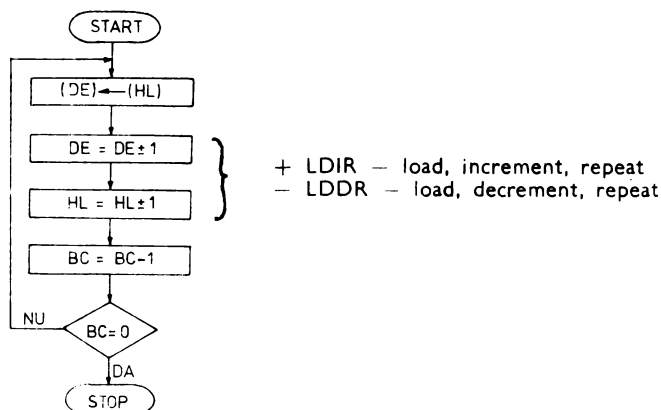 START
(DE) ← (HL)
DE = DE ± 1
HL = HL ± 1
+ LDIR – load, increment, repeat
– LDDR – load, decrement, repeat
BC = BC-1
NU
BC = 0
DA
STOP